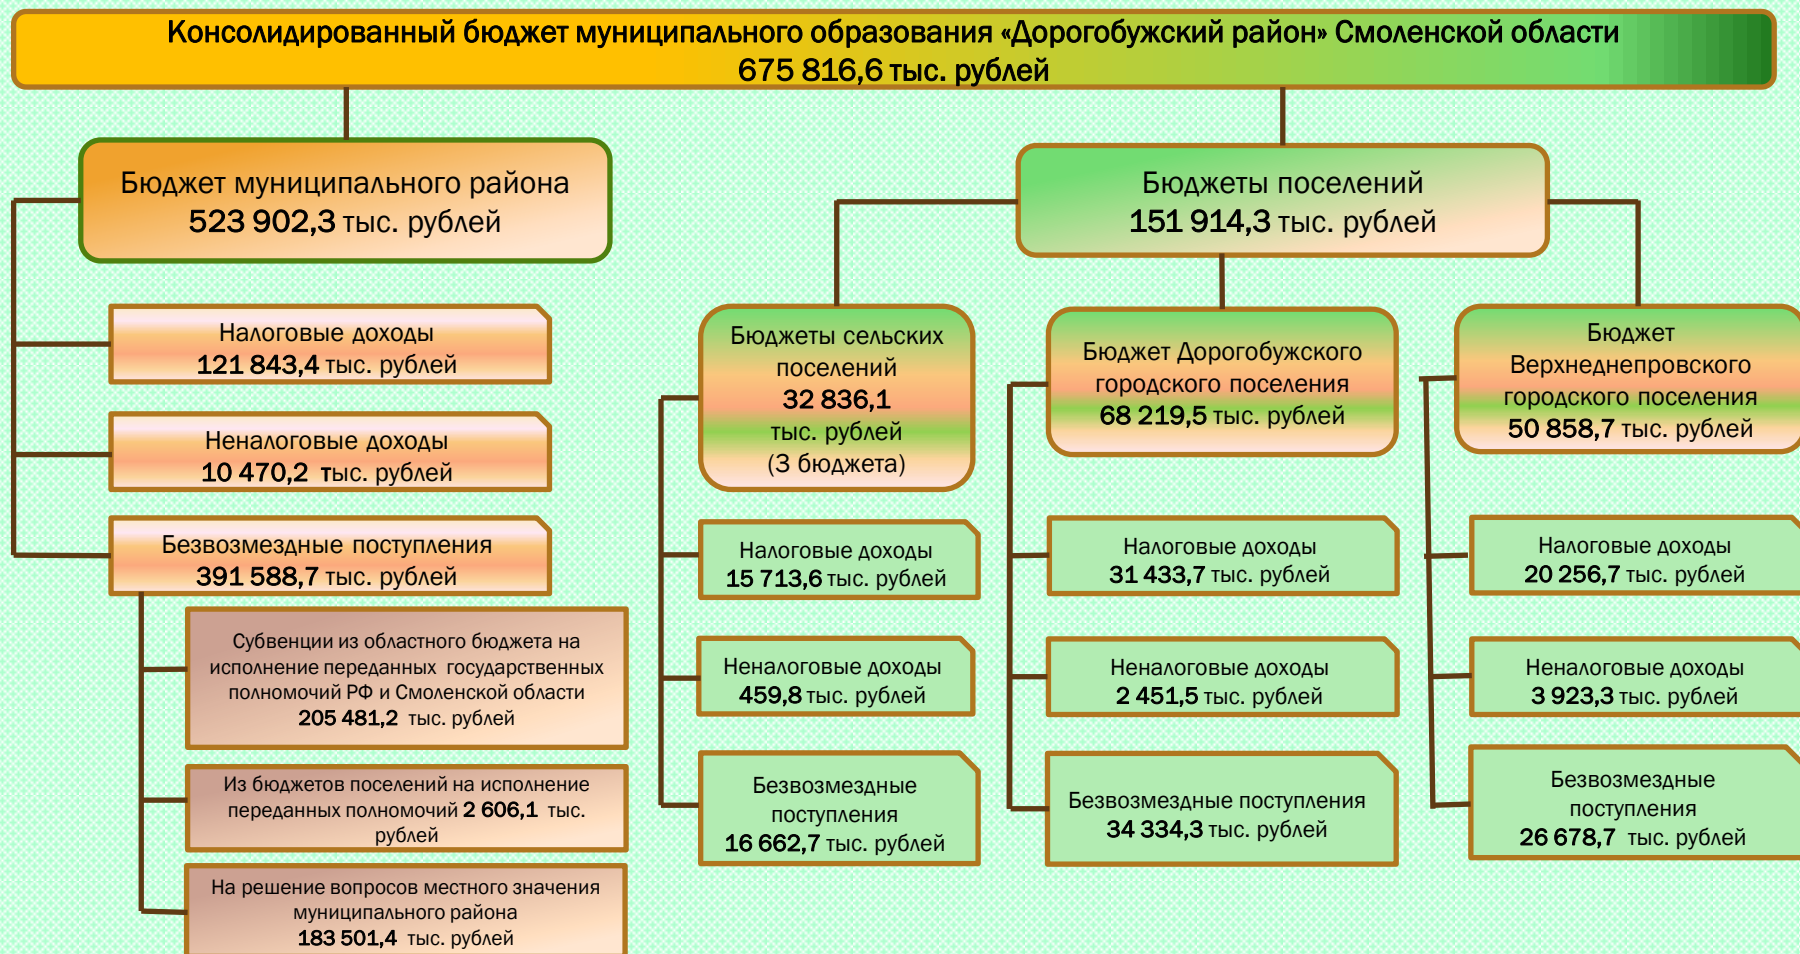 Консолидированный бюджет муниципального образования «Дорогобужский район» Смоленской области
675 816,6 тыс. рублей
Бюджет муниципального района
523 902,3 тыс. рублей
Налоговые доходы
121 843,4 тыс. рублей
Неналоговые доходы
10 470,2 тыс. рублей
Безвозмездные поступления
391 588,7 тыс. рублей
Субвенции из областного бюджета на
исполнение переданных государственных
полномочий РФ и Смоленской области
205 481,2 тыс. рублей
Из бюджетов поселений на исполнение
переданных полномочий 2 606,1 тыс.
рублей
На решение вопросов местного значения
муниципального района
183 501,4 тыс. рублей
Бюджеты поселений
151 914,3 тыс. рублей
Бюджеты сельских
поселений
32 836,1
тыс. рублей
(3 бюджета)
Налоговые доходы
15 713,6 тыс. рублей
Неналоговые доходы
459,8 тыс. рублей
Безвозмездные
поступления
16 662,7 тыс. рублей
Бюджет Дорогобужского
городского поселения
68 219,5 тыс. рублей
Налоговые доходы
31 433,7 тыс. рублей
Неналоговые доходы
2 451,5 тыс. рублей
Безвозмездные поступления
34 334,3 тыс. рублей
Бюджет
Верхнеднепровского
городского поселения
50 858,7 тыс. рублей
Налоговые доходы
20 256,7 тыс. рублей
Неналоговые доходы
3 923,3 тыс. рублей
Безвозмездные
поступления
26 678,7 тыс. рублей